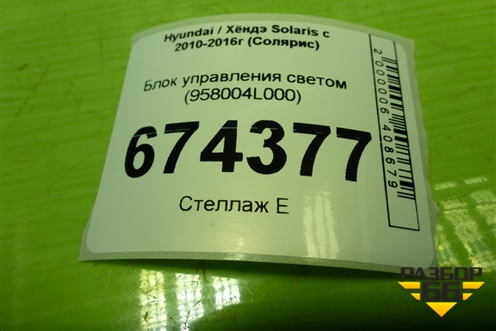 Hyundai / Хёндэ Solaris с
2010-2016г (Солярис)
Блок управления светом
(958004L000)
674377
Стеллаж Е
2000006408679
РАЗБОР
66